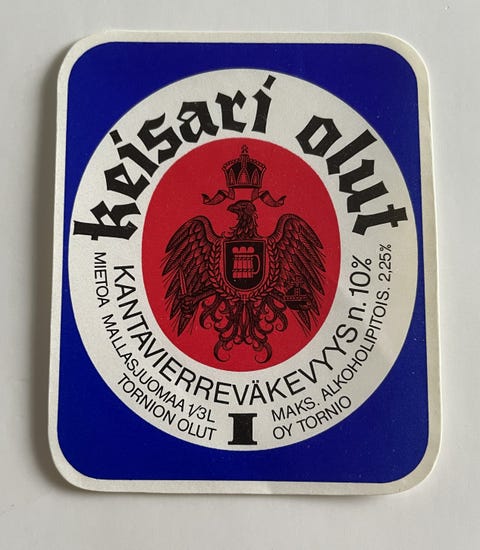 keisari olut
KANTAVIERREVÄKEVYYS n. 10%
MIETOA MALLASJUOMAA 1/3L
MAKS. ALKOHOLIPITOIS. 2,25%
TORNION OLUT
OY TORNIO
I